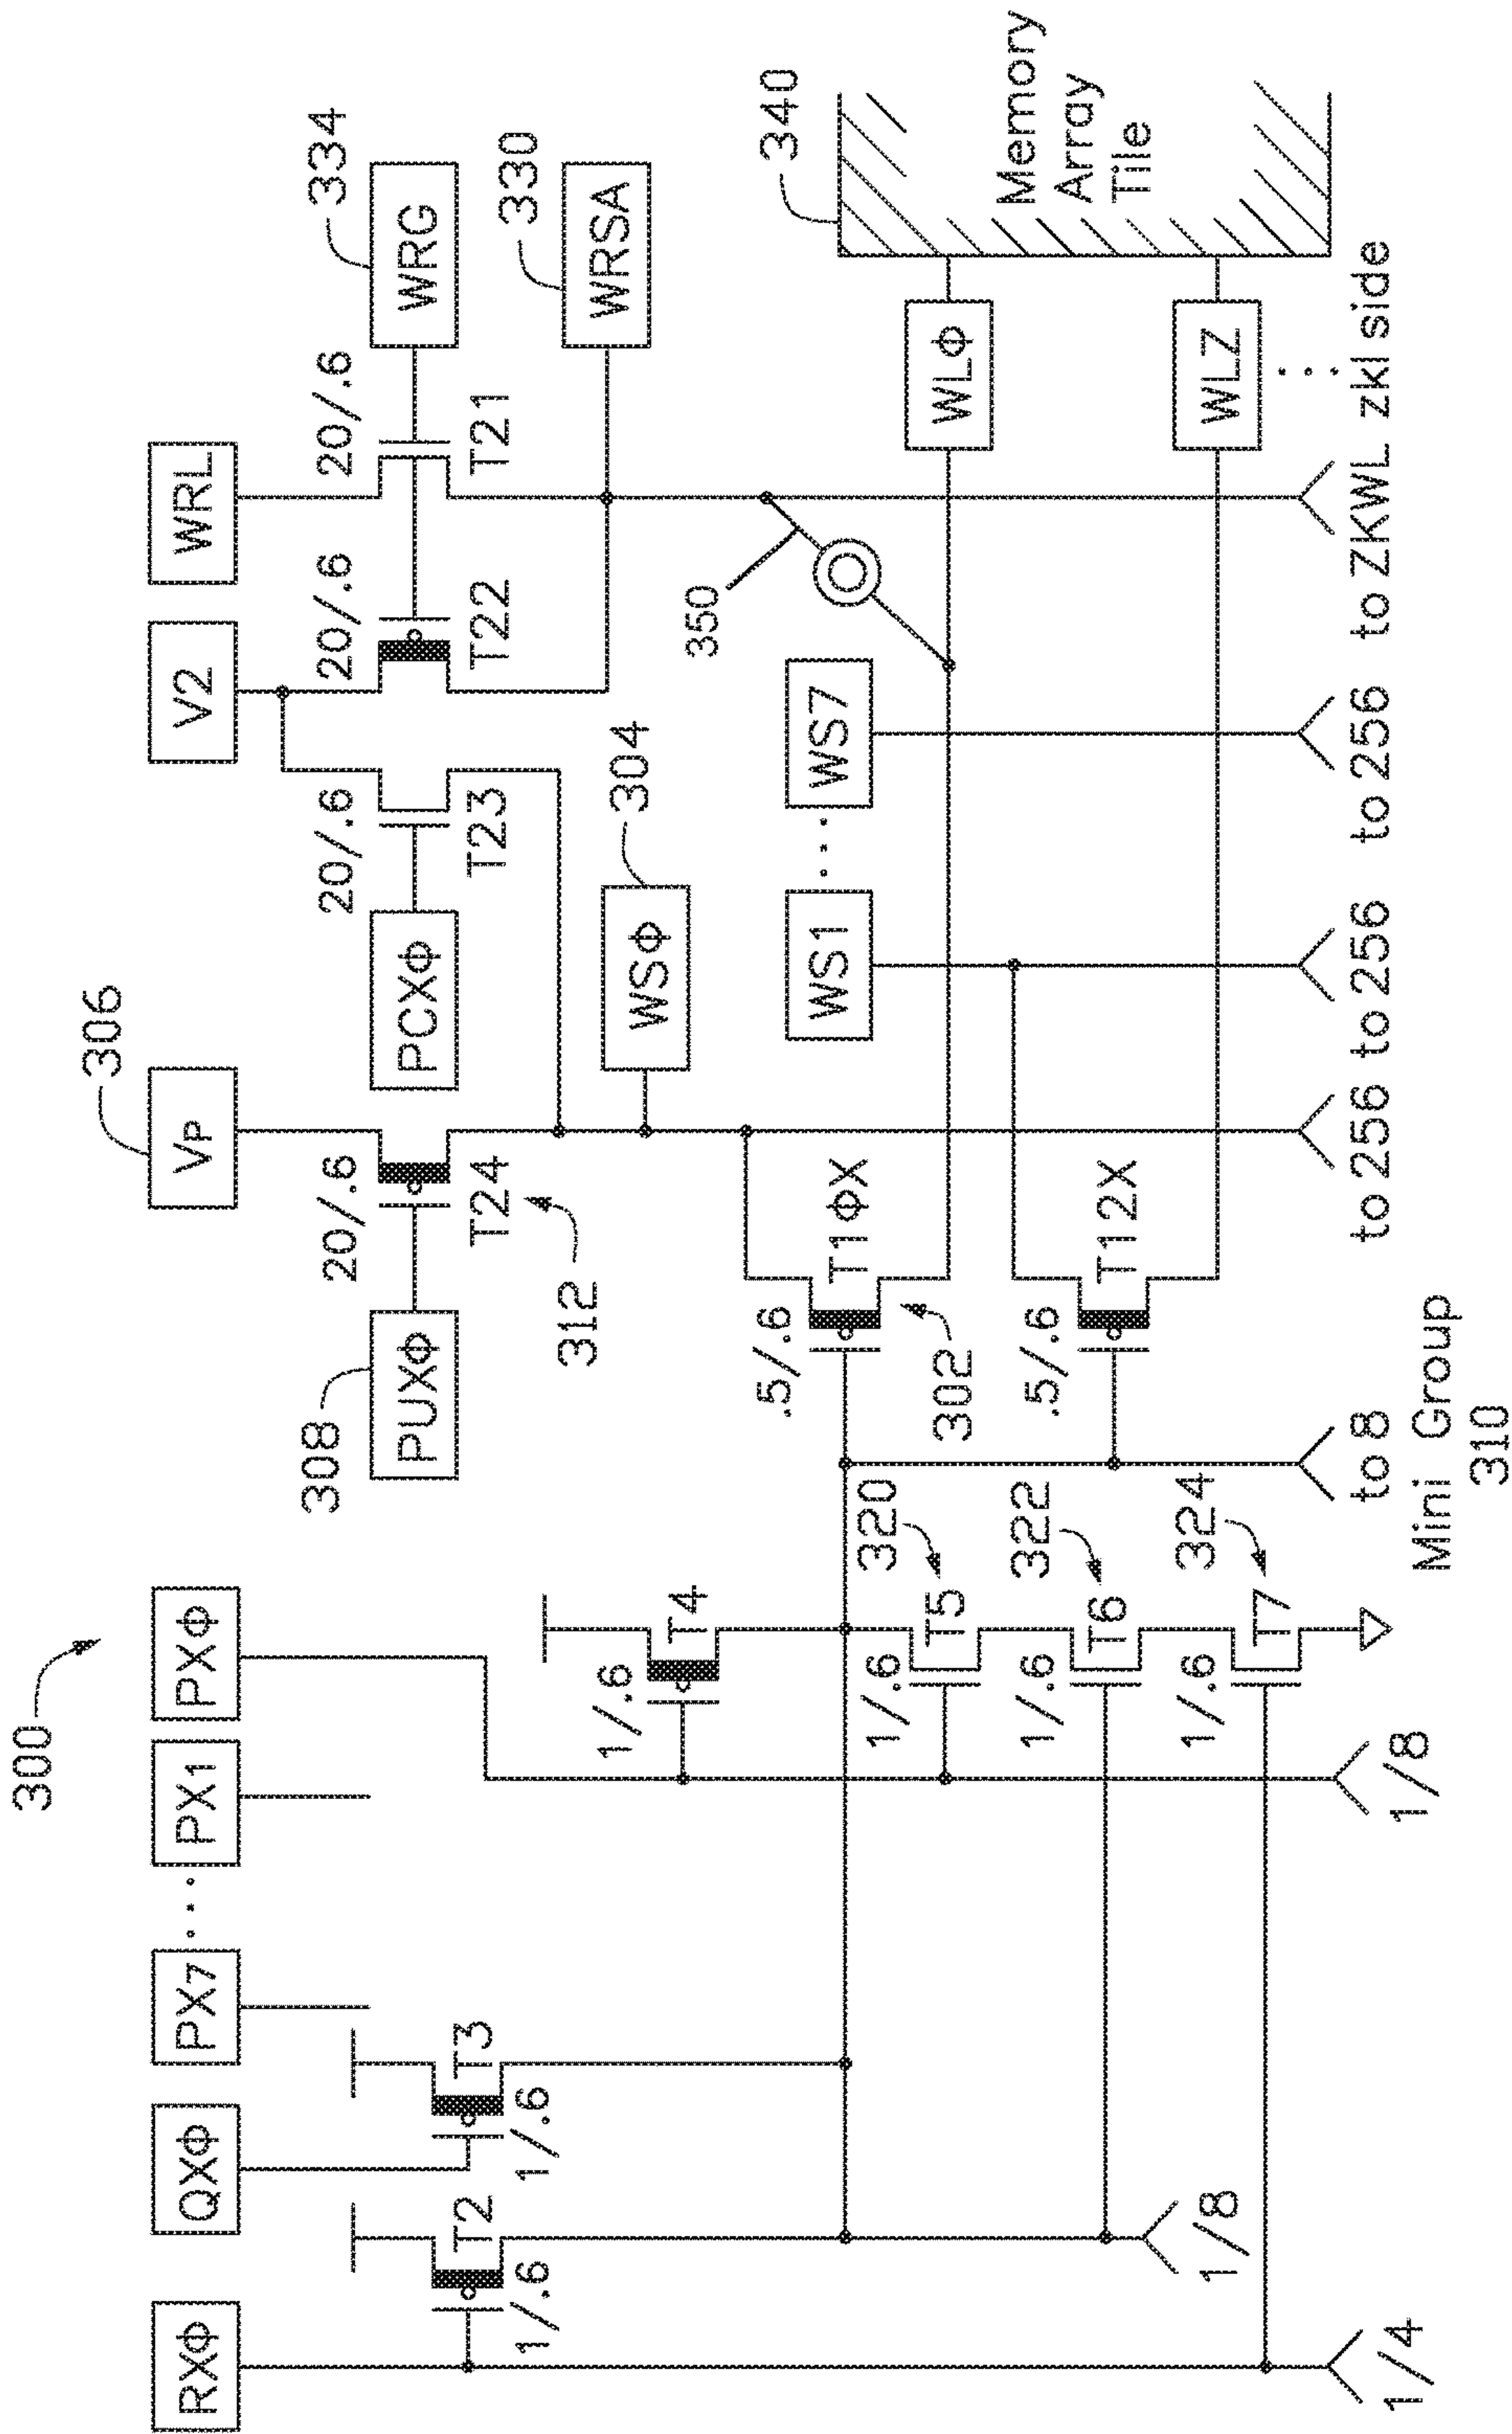 300
RXΦ
QXΦ
PX7
...
PX1
PXΦ
306
VP
V2
WRL
T2
1/.6
T3
1/.6
308
PUXΦ
20/.6
T24
312
PCXΦ
20/.6
T23
20/.6
T22
20/.6
T21
WRG
334
WRSA
330
1/.6
T4
WSΦ
304
350
WS1
...
WS7
340
Memory
Array
Tile
.5/.6
T1ΦX
302
WLΦ
1/.6
T5
320
.5/.6
T12X
WLZ
...
1/.6
T6
322
1/.6
T7
324
1/4
1/8
1/8
to 8
Mini Group
310
to 256
to 256
to 256
to ZKWL
zkl side